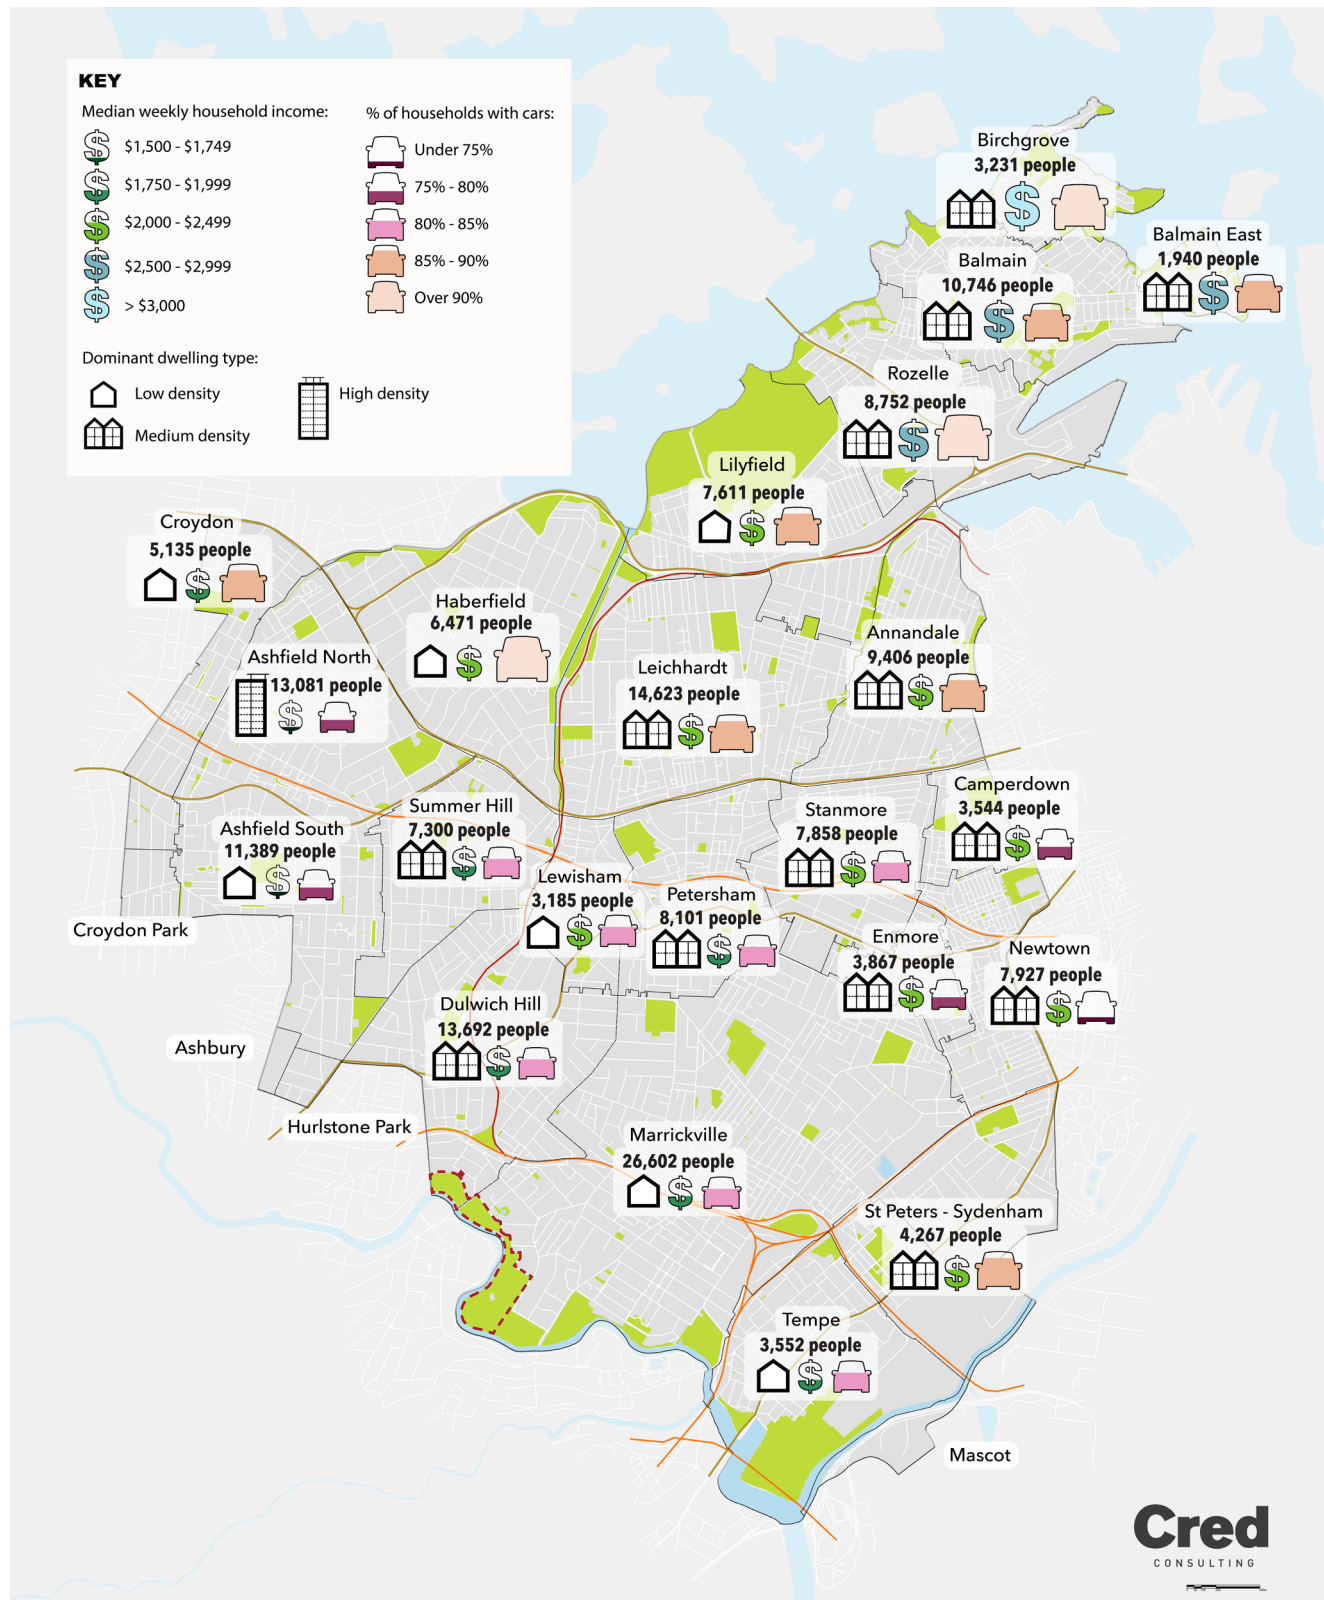 KEY
Median weekly household income:
$1,500 - $1,749
$1,750 - $1,999
$2,000 - $2,499
$2,500 - $2,999
> $3,000
% of households with cars:
Under 75%
75% - 80%
80% - 85%
85% - 90%
Over 90%
Dominant dwelling type:
Low density
Medium density
High density
Birchgrove
3,231 people
Balmain East
1,940 people
Balmain
10,746 people
Rozelle
8,752 people
Lilyfield
7,611 people
Croydon
5,135 people
Haberfield
6,471 people
Ashfield North
13,081 people
Leichhardt
14,623 people
Annandale
9,406 people
Camperdown
3,544 people
Summer Hill
7,300 people
Stanmore
7,858 people
Ashfield South
11,389 people
Lewisham
3,185 people
Petersham
8,101 people
Croydon Park
Enmore
3,867 people
Newtown
7,927 people
Dulwich Hill
13,692 people
Ashbury
Hurlstone Park
Marrickville
26,602 people
St Peters - Sydenham
4,267 people
Tempe
3,552 people
Mascot
Cred
CONSULTING